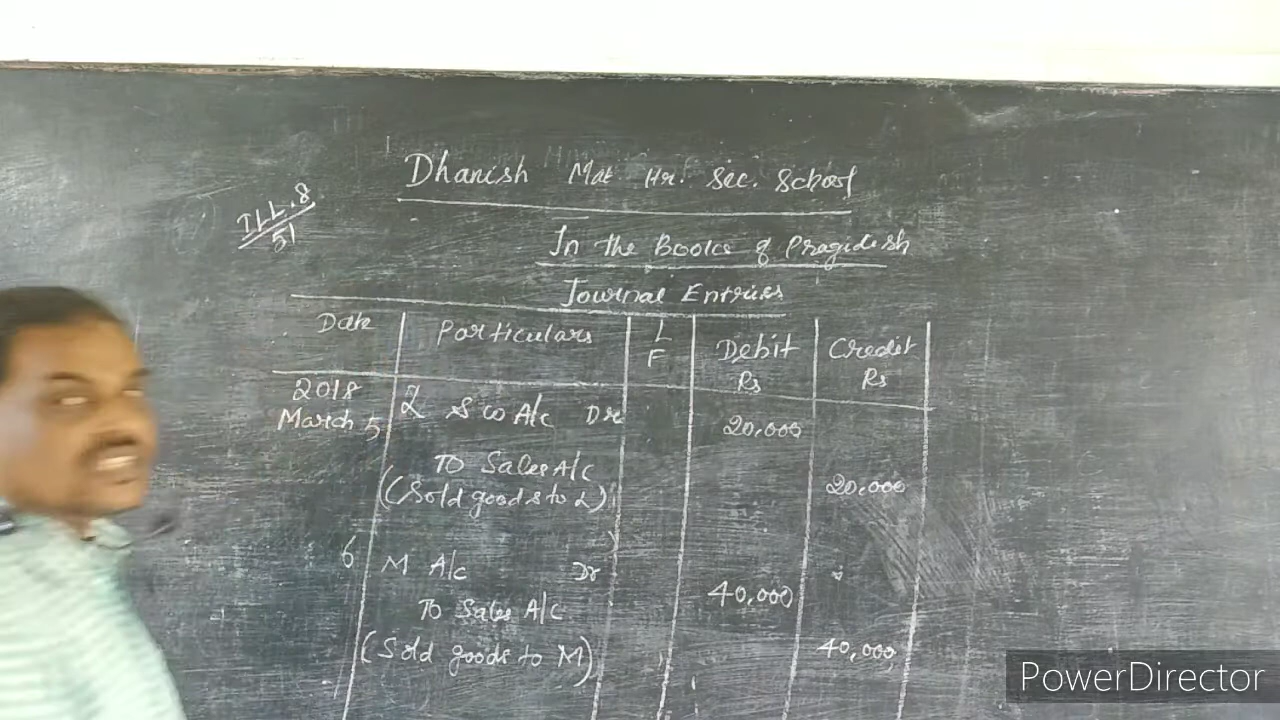 Dhanish Mat Hr. Sec. School
ILL.8
51
In the Books of Pragidesh
Journal Entries
Date Particulars L F Debit Rs Credit Rs
2018
March 5 L S W A/c Dr 20,000
To Sales A/c 20,000
(Sold goods to L)
6 M A/c Dr 40,000
To Sales A/c
(Sold goods to M) 40,000
PowerDirector